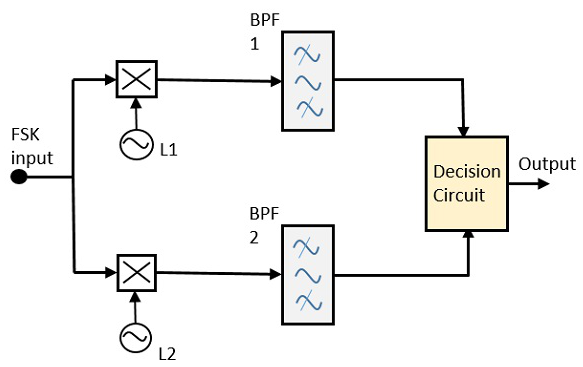 BPF
1
FSK
input
L1
Decision
Circuit
Output
BPF
2
L2